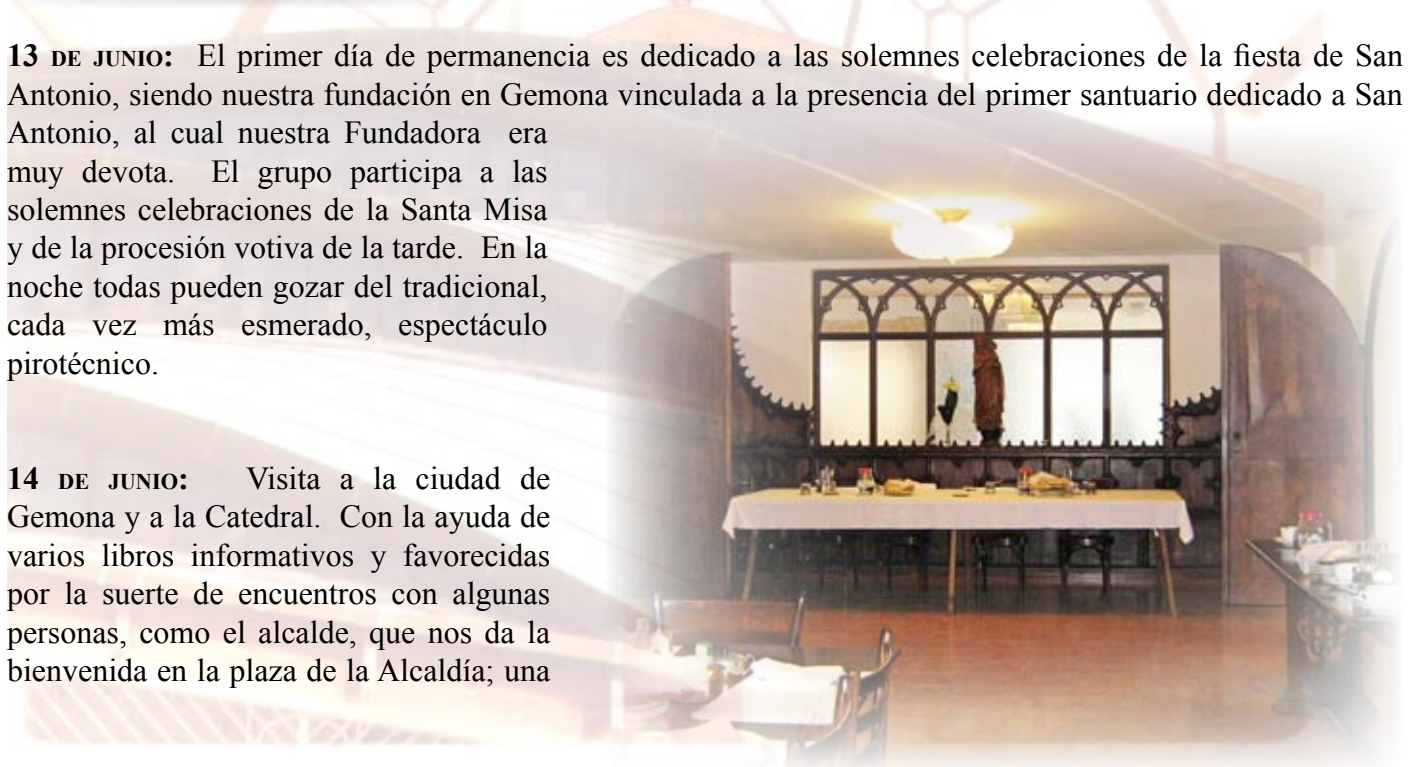 13 DE JUNIO: El primer día de permanencia es dedicado a las solemnes celebraciones de la fiesta de San
Antonio, siendo nuestra fundación en Gemona vinculada a la presencia del primer santuario dedicado a San
Antonio, al cual nuestra Fundadora era
muy devota. El grupo participa a las
solemnes celebraciones de la Santa Misa
y de la procesión votiva de la tarde. En la
noche todas pueden gozar del tradicional,
cada vez más esmerado, espectáculo
pirotécnico.
14 DE JUNIO: Visita a la ciudad de
Gemona y a la Catedral. Con la ayuda de
varios libros informativos y favorecidas
por la suerte de encuentros con algunas
personas, como el alcalde, que nos da la
bienvenida en la plaza de la Alcaldía; una